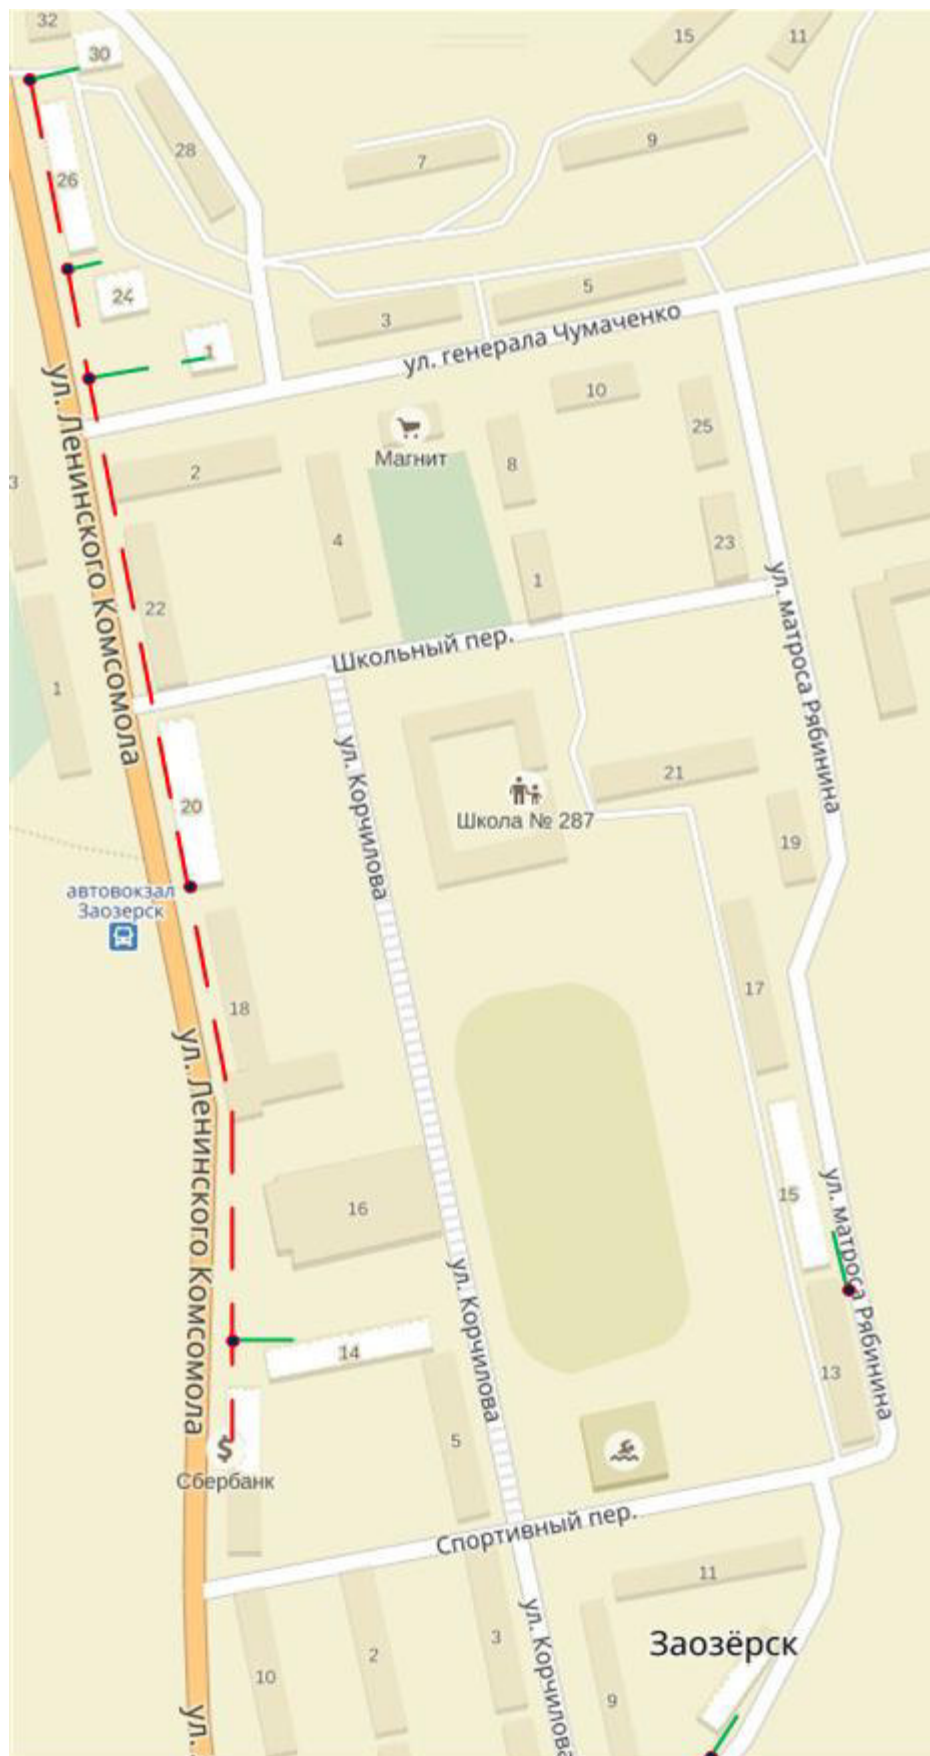 32
30
15
11
28
7
9
26
24
5
3
1
ул. генерала Чумаченко
ул. Ленинского Комсомола
10
25
Магнит
2
8
3
4
23
1
22
Школьный пер.
ул. матроса Рябинина
1
ул. Корчилова
21
20
Школа № 287
19
автовокзал
Заозерск
17
18
ул. Ленинского Комсомола
15
16
ул. матроса Рябинина
ул. Корчилова
14
13
5
$
Сбербанк
Спортивный пер.
11
ул. Корчилова
3
Заозёрск
2
10
9
ул.